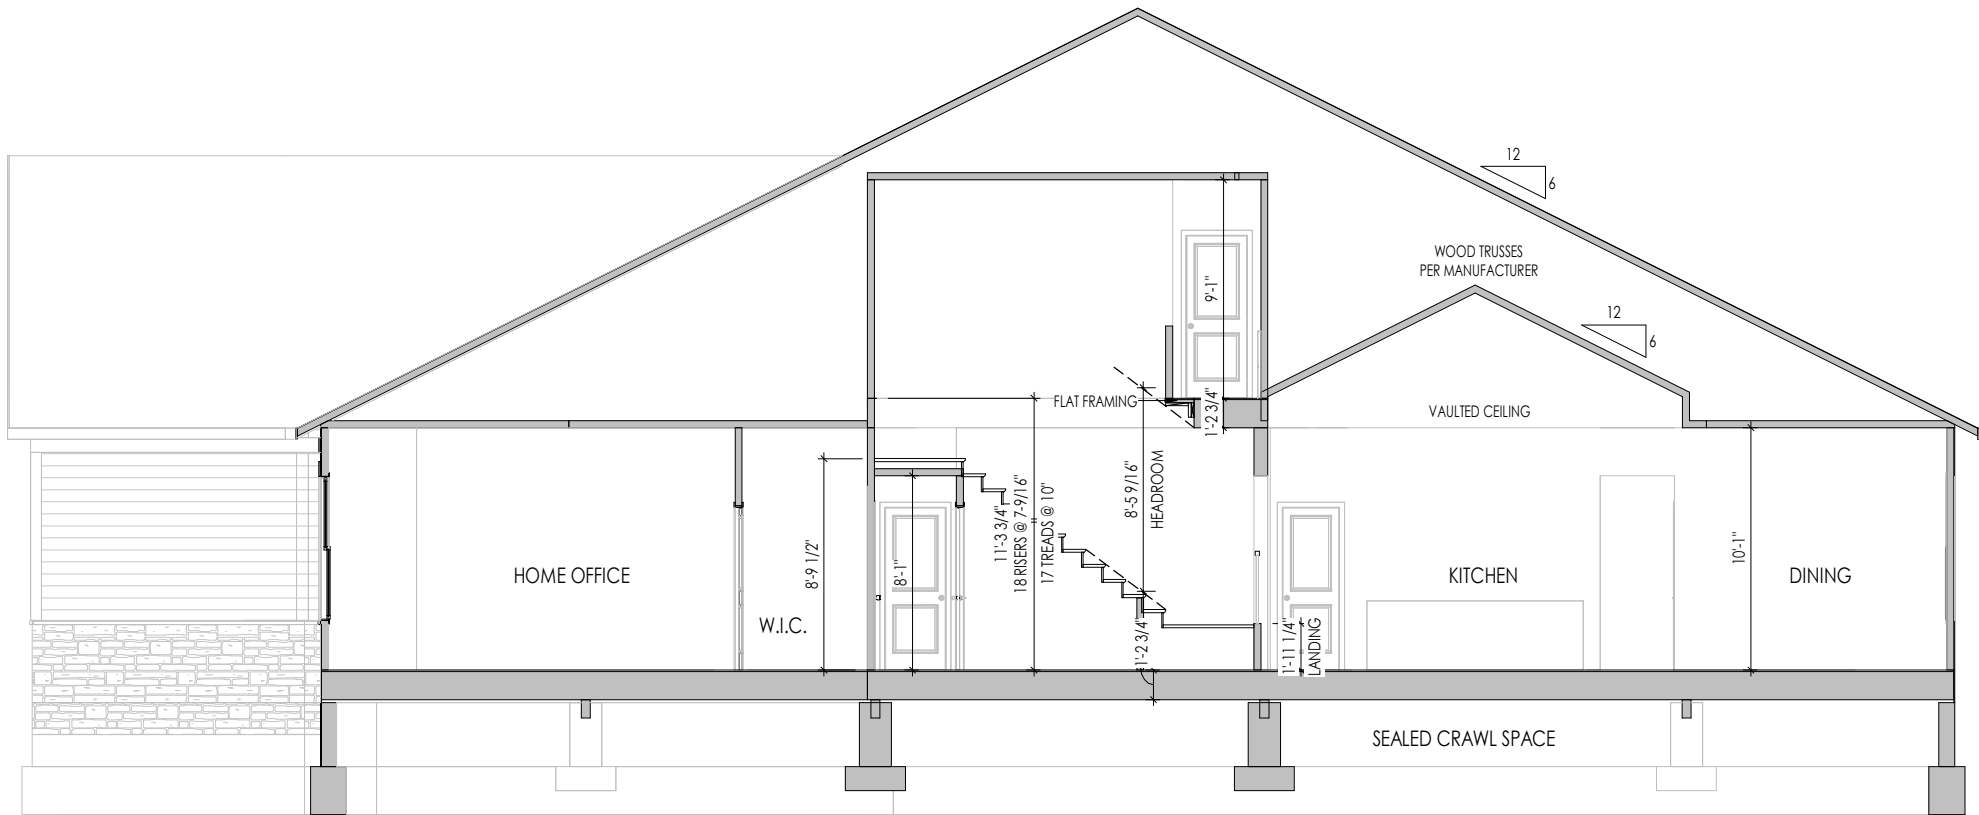 12
6
WOOD TRUSSES
PER MANUFACTURER
9'-1"
12
6
FLAT FRAMING
1'-2 3/4"
VAULTED CEILING
HOME OFFICE
W.I.C.
8'-9 1/2"
8'-1"
11'-3 3/4"
18 RISERS @ 7-9/16"
17 TREADS @ 10"
8'-5 9/16"
HEADROOM
1'-2 3/4"
1'-11 1/4"
LANDING
KITCHEN
10'-1"
DINING
SEALED CRAWL SPACE